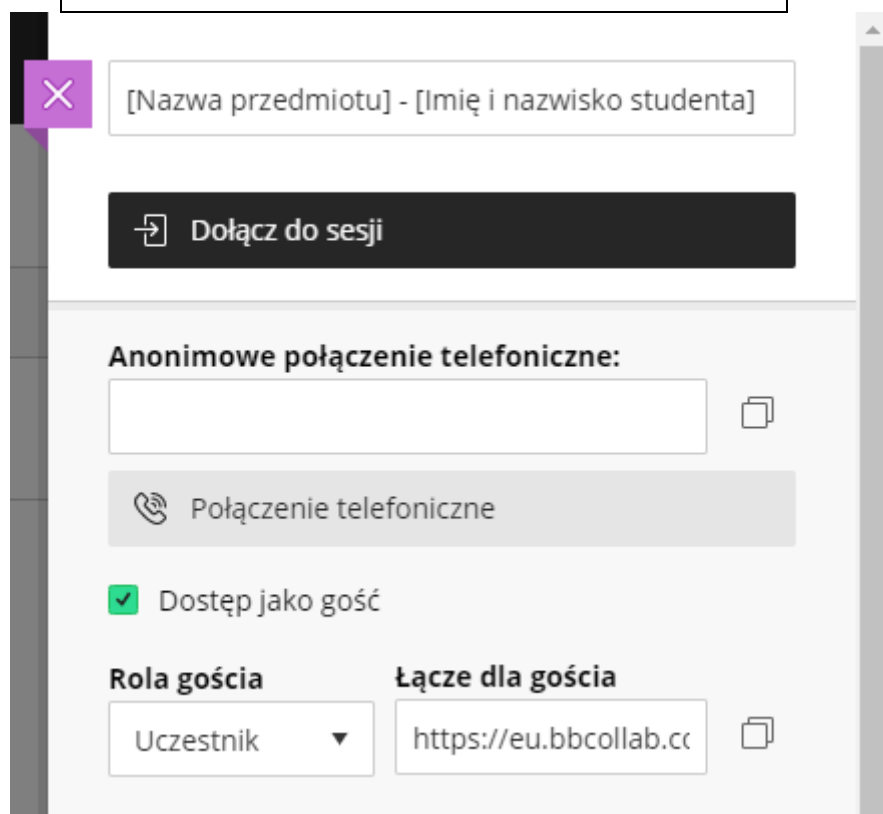 [Nazwa przedmiotu] - [Imię i nazwisko studenta]
Dołącz do sesji
Anonimowe połączenie telefoniczne:
Połączenie telefoniczne
Dostęp jako gość
Rola gościa Łącze dla gościa
Uczestnik https://eu.bbcollab.cc